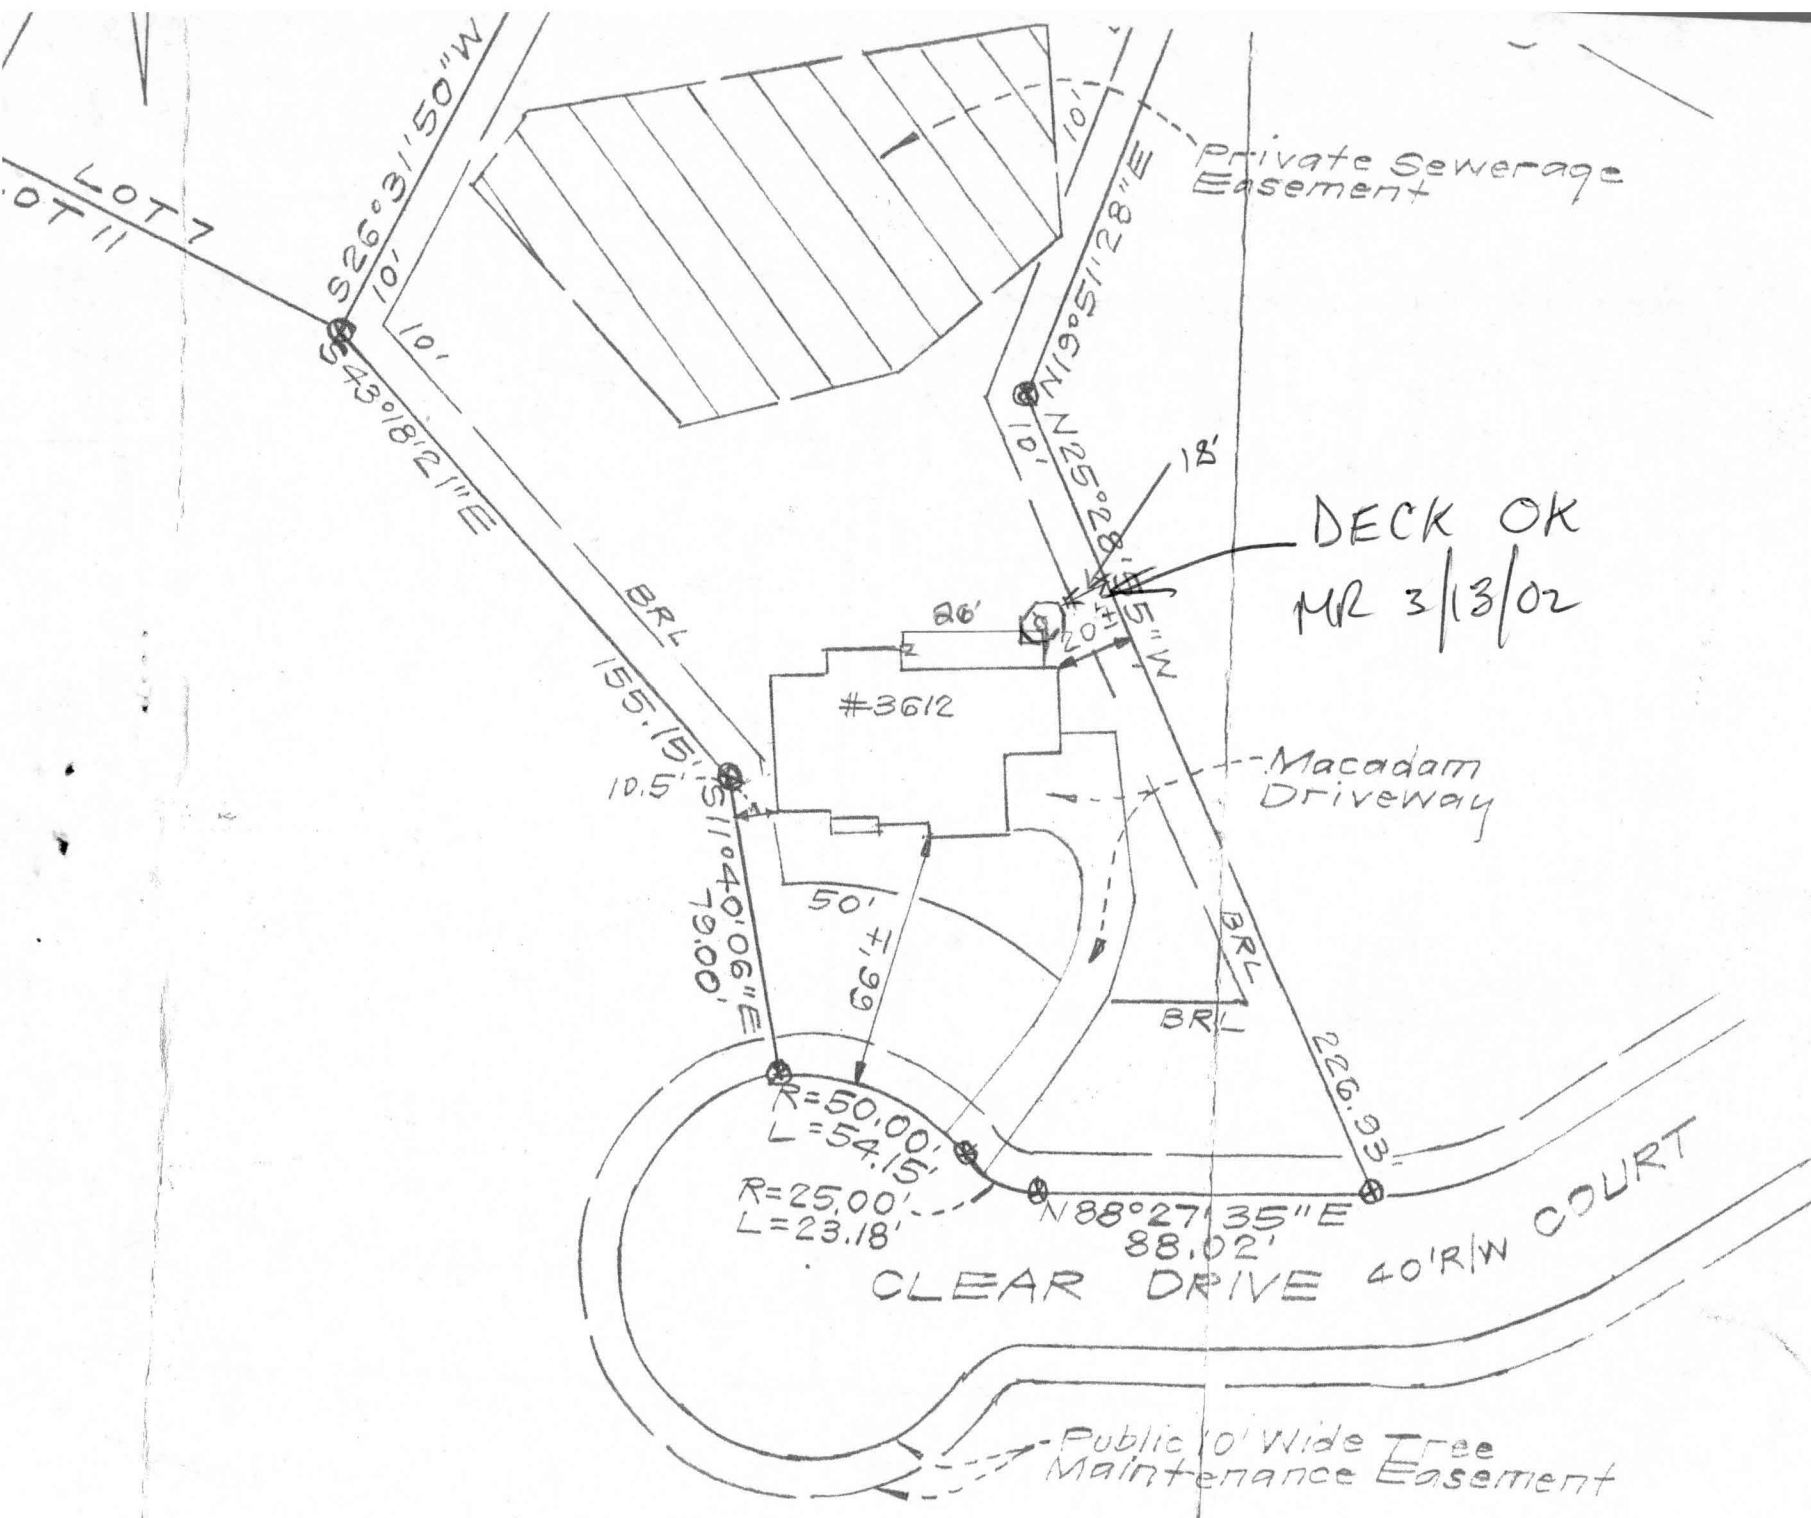 S26°31'50"W
10'
LOT 7
LOT 11
10'
10'
Private Sewerage
Easement
N19°51'28"E
S43°18'21"E
155.15'
BRL
10'
N25°28'55"W
18'
DECK OK
MR 3/13/02
26'
20'±
#3612
10.5'
Macadam
Driveway
S11°40'06"E
79.00'
50'
66'±
BRL
BRL
226.93
R=50.00'
L=54.15'
R=25.00'
L=23.18'
N88°27'35"E
88.02'
CLEAR DRIVE 40'R/W COURT
Public 10' Wide Tree
Maintenance Easement